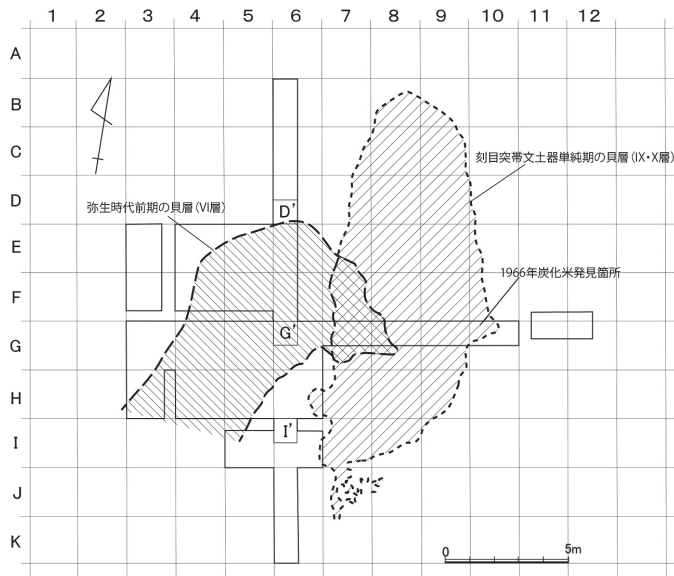 1 2 3 4 5 6 7 8 9 10 11 12
A
B
C
刻目突帯文土器単純期の貝層(IX・X層)
D
弥生時代前期の貝層(VI層)
D'
E
1966年炭化米発見箇所
F
G
G'
H
I
I'
J
K
0 5m